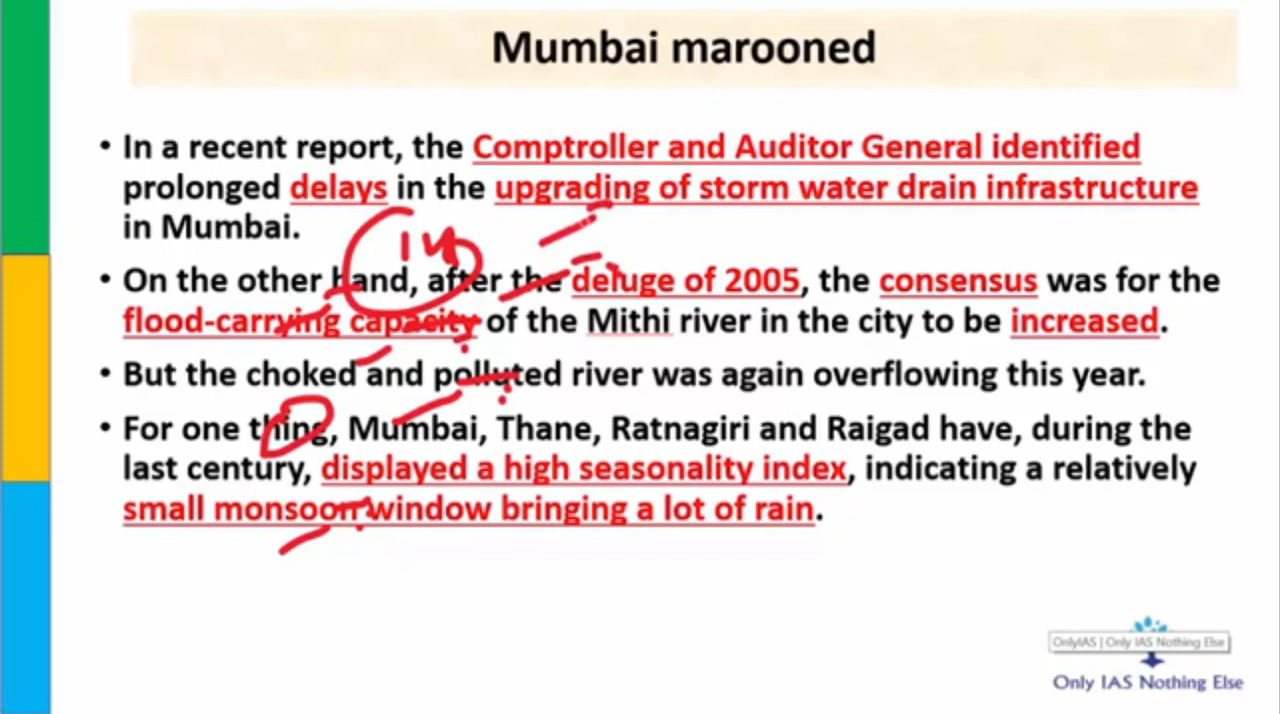 Mumbai marooned
• In a recent report, the Comptroller and Auditor General identified
prolonged delays in the upgrading of storm water drain infrastructure
in Mumbai.
14
• On the other hand, after the deluge of 2005, the consensus was for the
flood-carrying capacity of the Mithi river in the city to be increased.
• But the choked and polluted river was again overflowing this year.
• For one thing, Mumbai, Thane, Ratnagiri and Raigad have, during the
last century, displayed a high seasonality index, indicating a relatively
small monsoon window bringing a lot of rain.
OnlyIAS | Only IAS Nothing Else
Only IAS Nothing Else